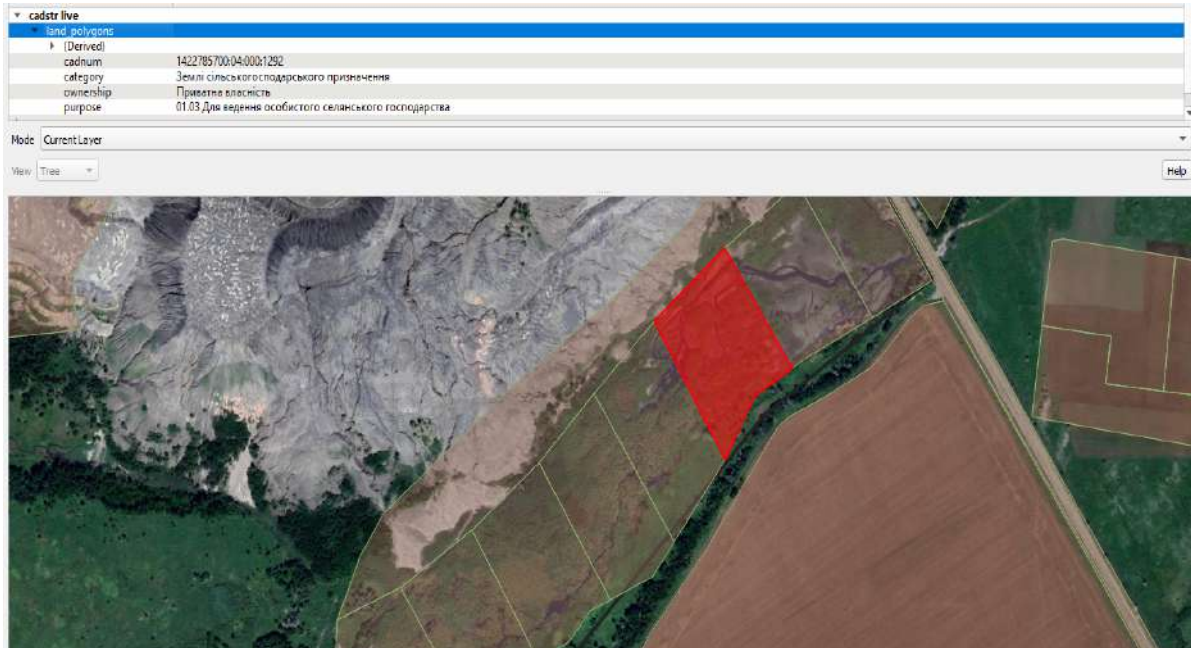 cadstr live
land_polygons
(Derived)
cadnum 1422785700:04:000:1292
category Землі сільськогосподарського призначення
ownership Приватна власність
purpose 01.03 Для ведення особистого селянського господарства
Mode Current Layer
View Tree Help